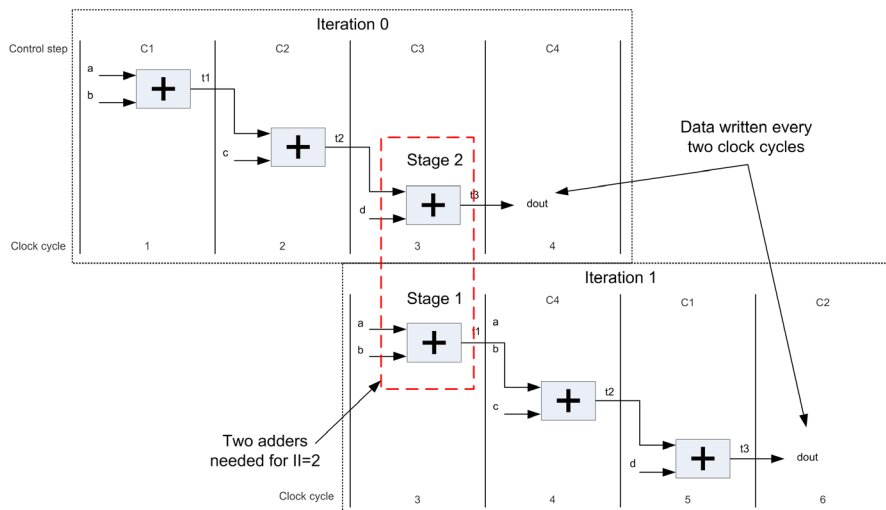 Iteration 0
Control step C1 C2 C3 C4
a
b
t1
c
t2
Stage 2
d
t3
dout
Data written every
two clock cycles
Clock cycle 1 2 3 4
Iteration 1
Stage 1 C4 C1 C2
a
b
t1
a
b
c
t2
d
t3
dout
Two adders
needed for II=2
Clock cycle 3 4 5 6